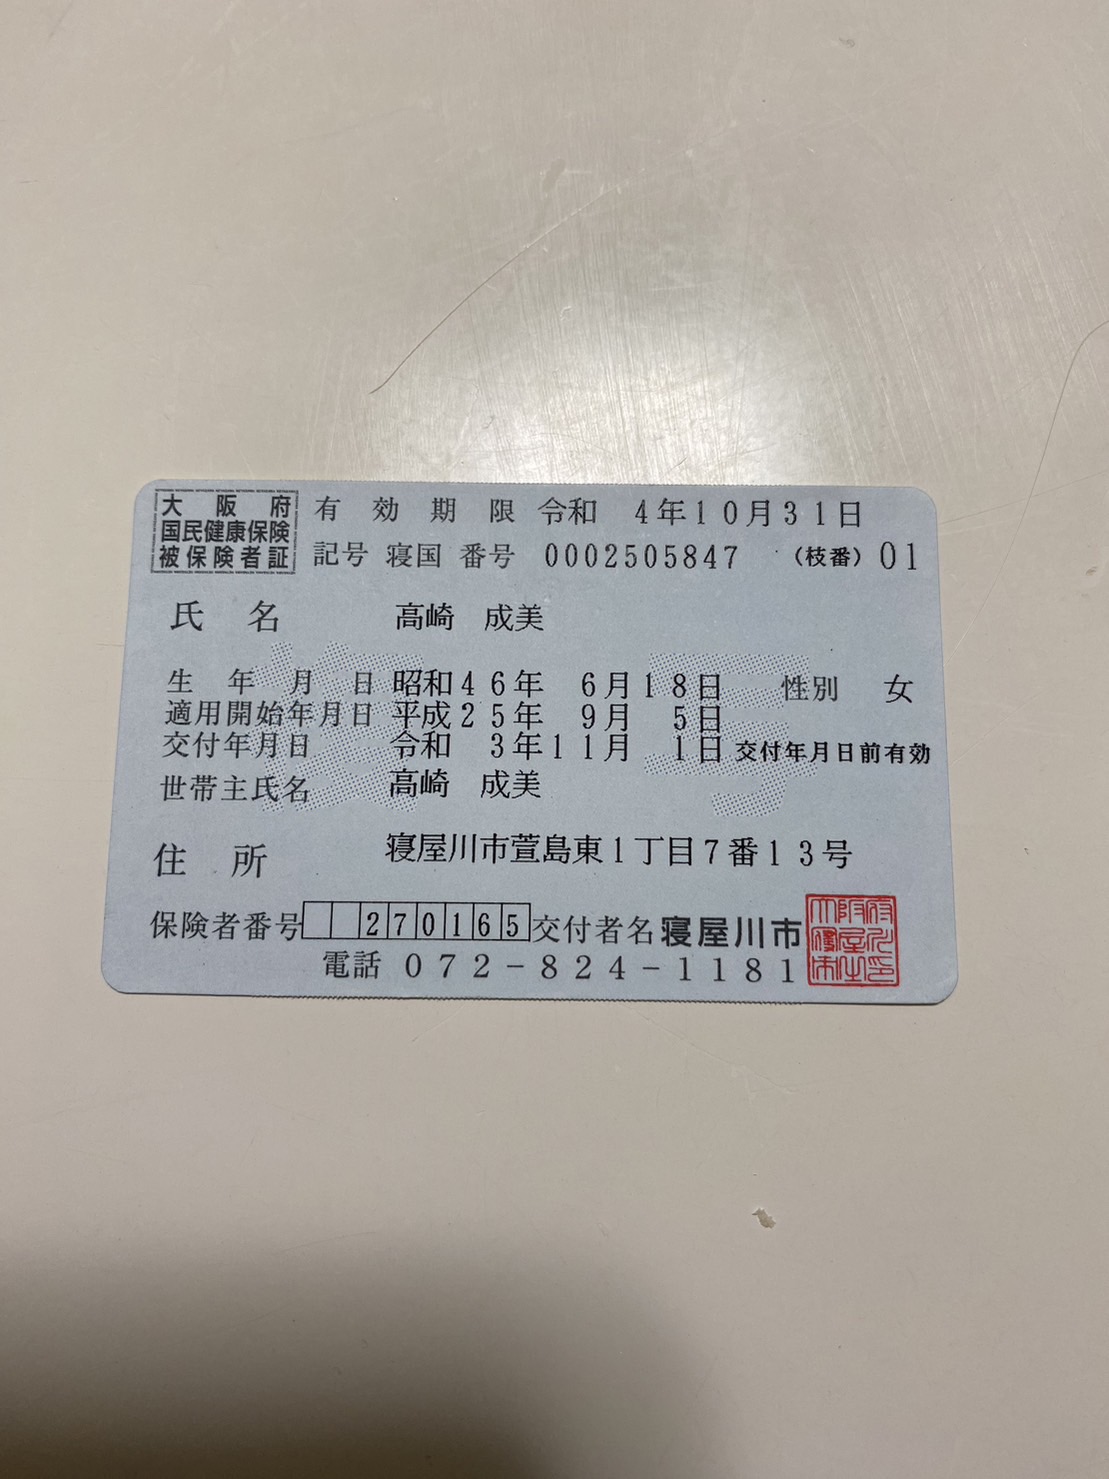 大阪府
国民健康保険
被保険者証
有効期限 令和 4年10月31日
記号 寝国 番号 0002505847 (枝番) 01
氏名 高崎 成美
生年月日 昭和46年 6月18日 性別 女
適用開始年月日 平成25年 9月 5日
交付年月日 令和 3年11月 1日 交付年月日前有効
世帯主氏名 高崎 成美
住所 寝屋川市萱島東1丁目7番13号
保険者番号 270165 交付者名 寝屋川市
電話 072-824-1181